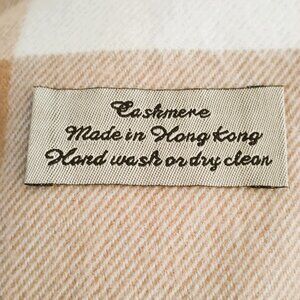 Cashmere
Made in Hong Kong
Hand wash or dry clean